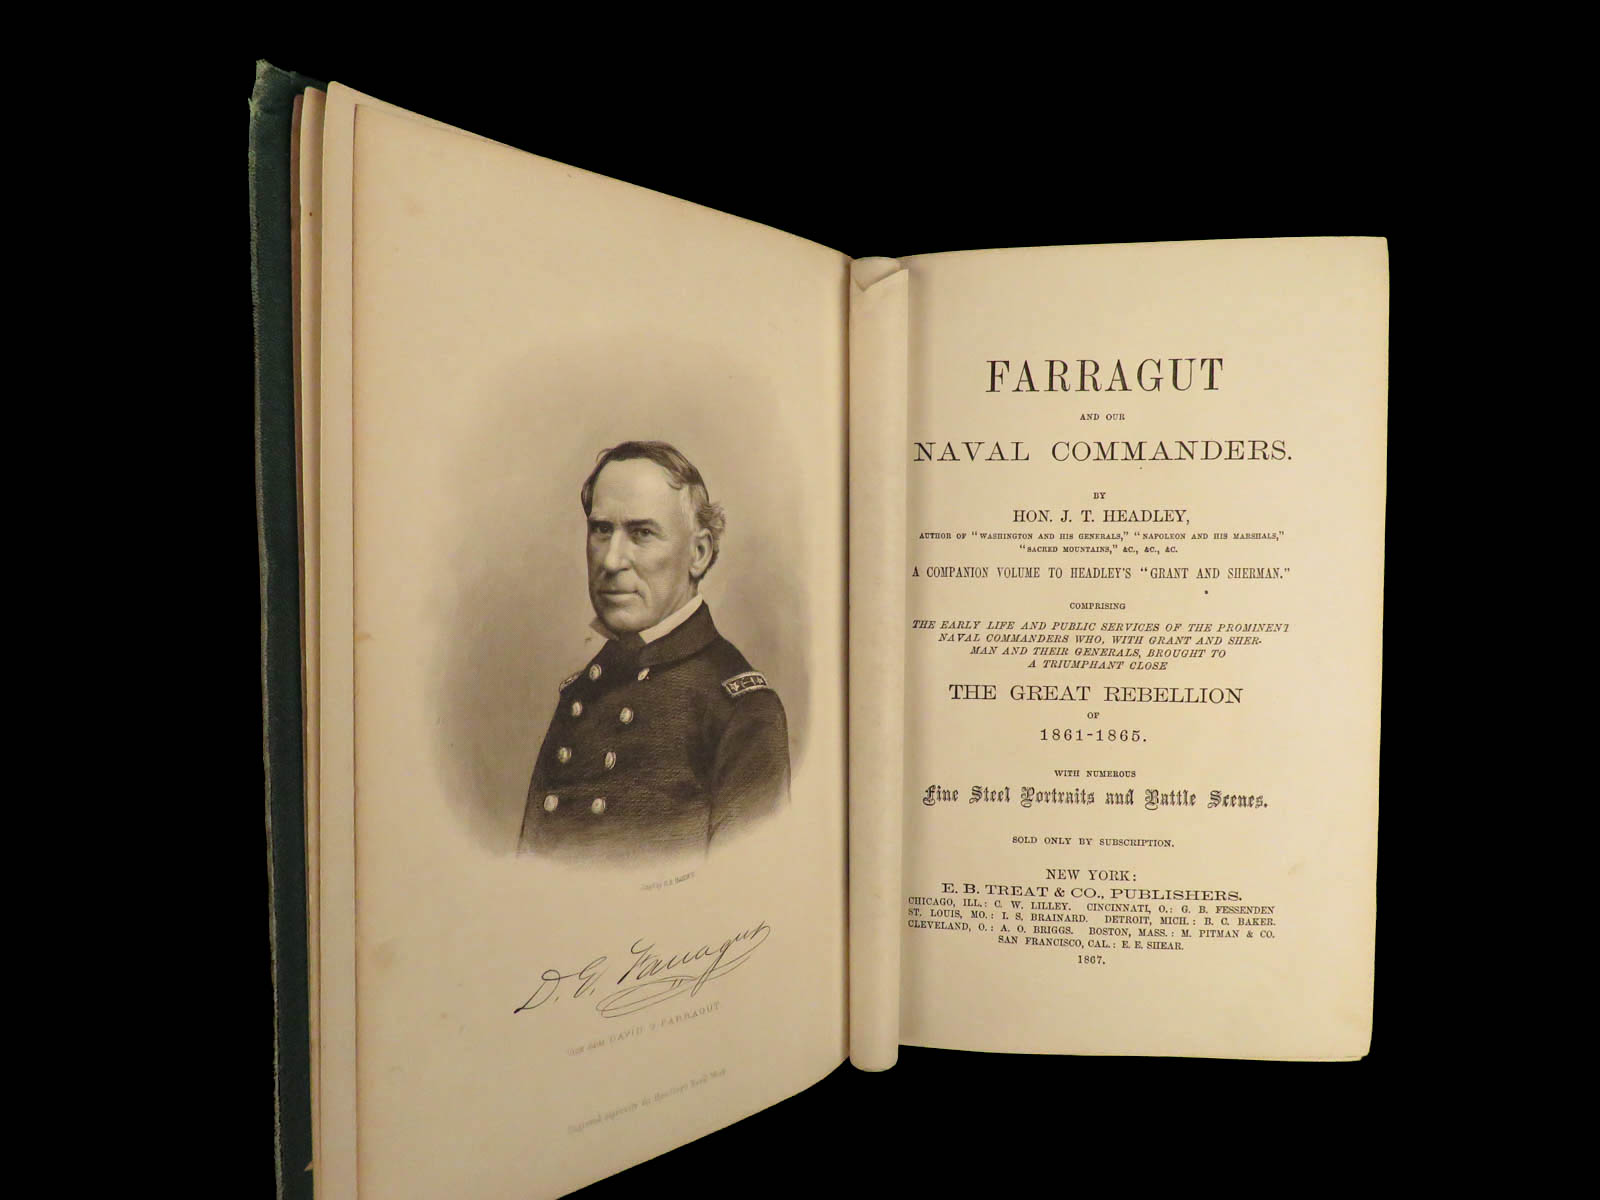 D. G. Farragut
VICE ADM. DAVID G. FARRAGUT
FARRAGUT
AND OUR
NAVAL COMMANDERS.
BY
HON. J. T. HEADLEY,
AUTHOR OF "WASHINGTON AND HIS GENERALS," "NAPOLEON AND HIS MARSHALS,"
"SACRED MOUNTAINS," &C., &C., &C.
A COMPANION VOLUME TO HEADLEY'S "GRANT AND SHERMAN."
COMPRISING
THE EARLY LIFE AND PUBLIC SERVICES OF THE PROMINENT
NAVAL COMMANDERS WHO, WITH GRANT AND SHER-
MAN AND THEIR GENERALS, BROUGHT TO
A TRIUMPHANT CLOSE
THE GREAT REBELLION
OF
1861-1865.
WITH NUMEROUS
Fine Steel Portraits and Battle Scenes.
SOLD ONLY BY SUBSCRIPTION.
NEW YORK:
E. B. TREAT & CO., PUBLISHERS.
CHICAGO, ILL.: C. W. LILLEY. CINCINNATI, O.: G. B. FESSENDEN
ST. LOUIS, MO.: I. S. BRAINARD. DETROIT, MICH.: B. C. BAKER.
CLEVELAND, O.: A. O. BRIGGS. BOSTON, MASS.: M. PITMAN & CO.
SAN FRANCISCO, CAL.: E. E. SHEAR.
1867.